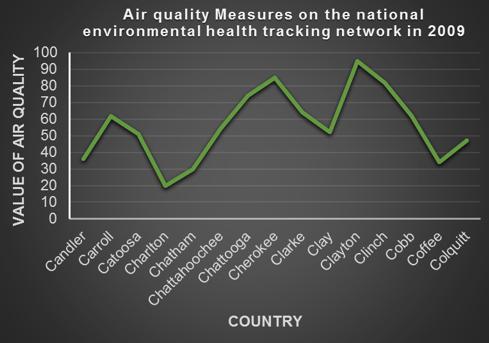 Air quality Measures on the national
environmental health tracking network in 2009
VALUE OF AIR QUALITY
100
90
80
70
60
50
40
30
20
10
0
Candler
Carroll
Catoosa
Charlton
Chatham
Chattahoochee
Chattooga
Cherokee
Clarke
Clay
Clayton
Clinch
Cobb
Coffee
Colquitt
COUNTRY